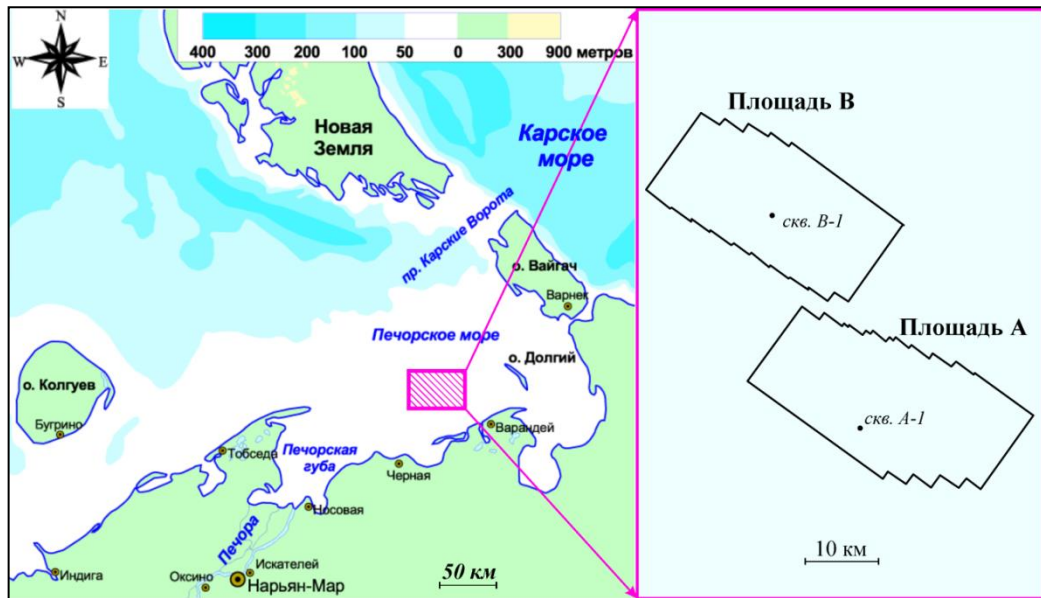 N
W
E
S
400
300
200
100
50
0
300
900 метров
Новая
Земля
Карское
море
пр. Карские Ворота
о. Вайгач
Варнек
Печорское море
о. Долгий
о. Колгуев
Бугрино
Варандей
Тобседа
Печорская
губа
Черная
Носовая
Печора
Индига
Оксино
Искателей
Нарьян-Мар
50 км
Площадь В
скв. В-1
Площадь А
скв. А-1
10 км